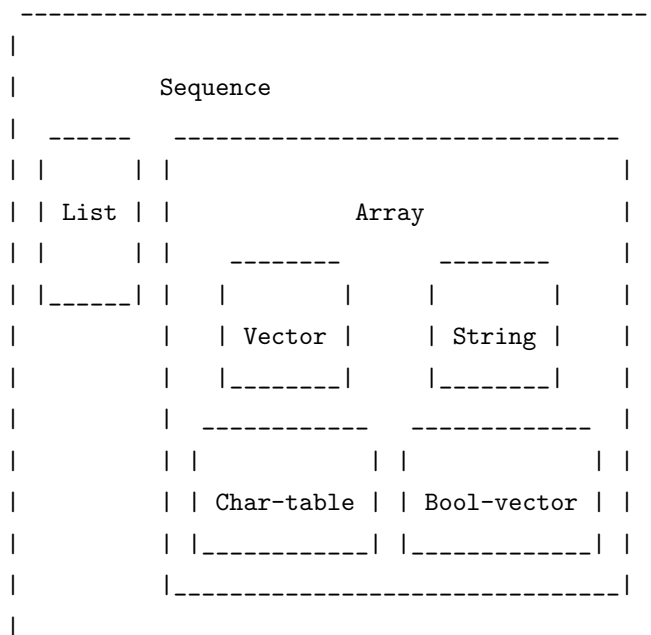 Sequence
List Array
Vector String
Char-table Bool-vector